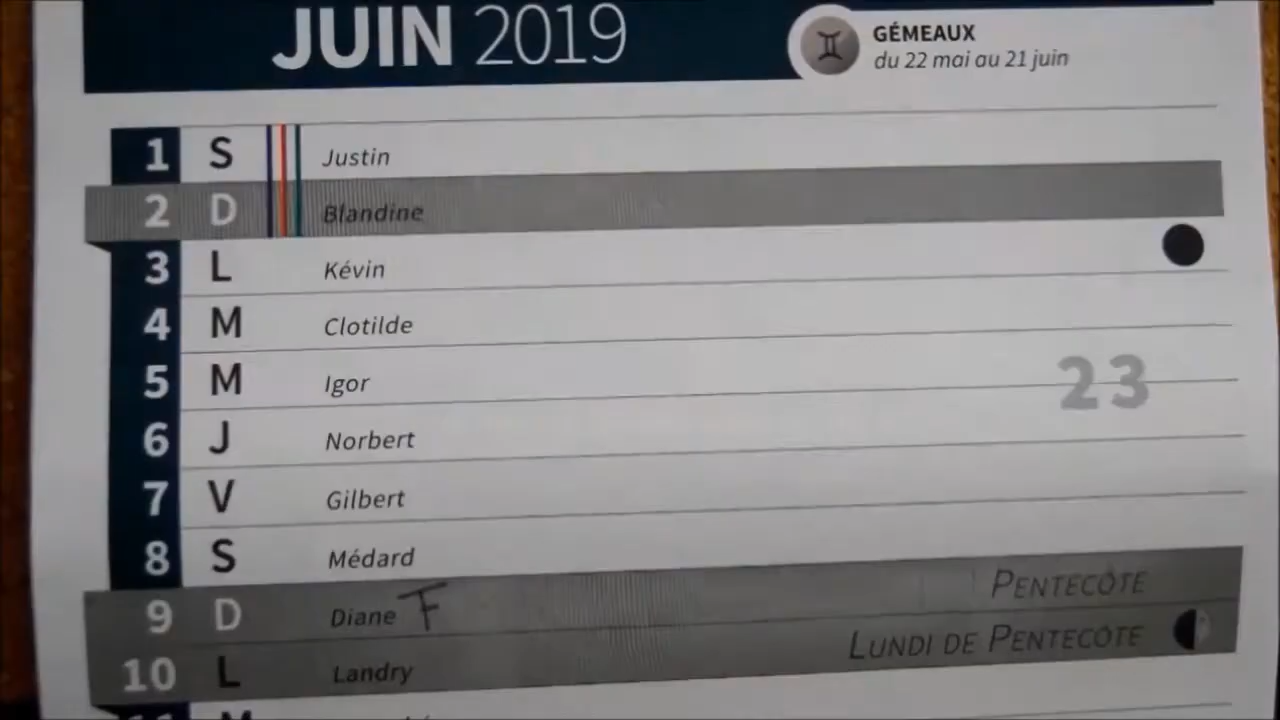 JUIN 2019
GÉMEAUX
du 22 mai au 21 juin
1 S Justin
2 D Blandine
3 L Kévin
4 M Clotilde
5 M Igor
23
6 J Norbert
7 V Gilbert
8 S Médard
9 D Diane F PENTECÔTE
10 L Landry LUNDI DE PENTECÔTE